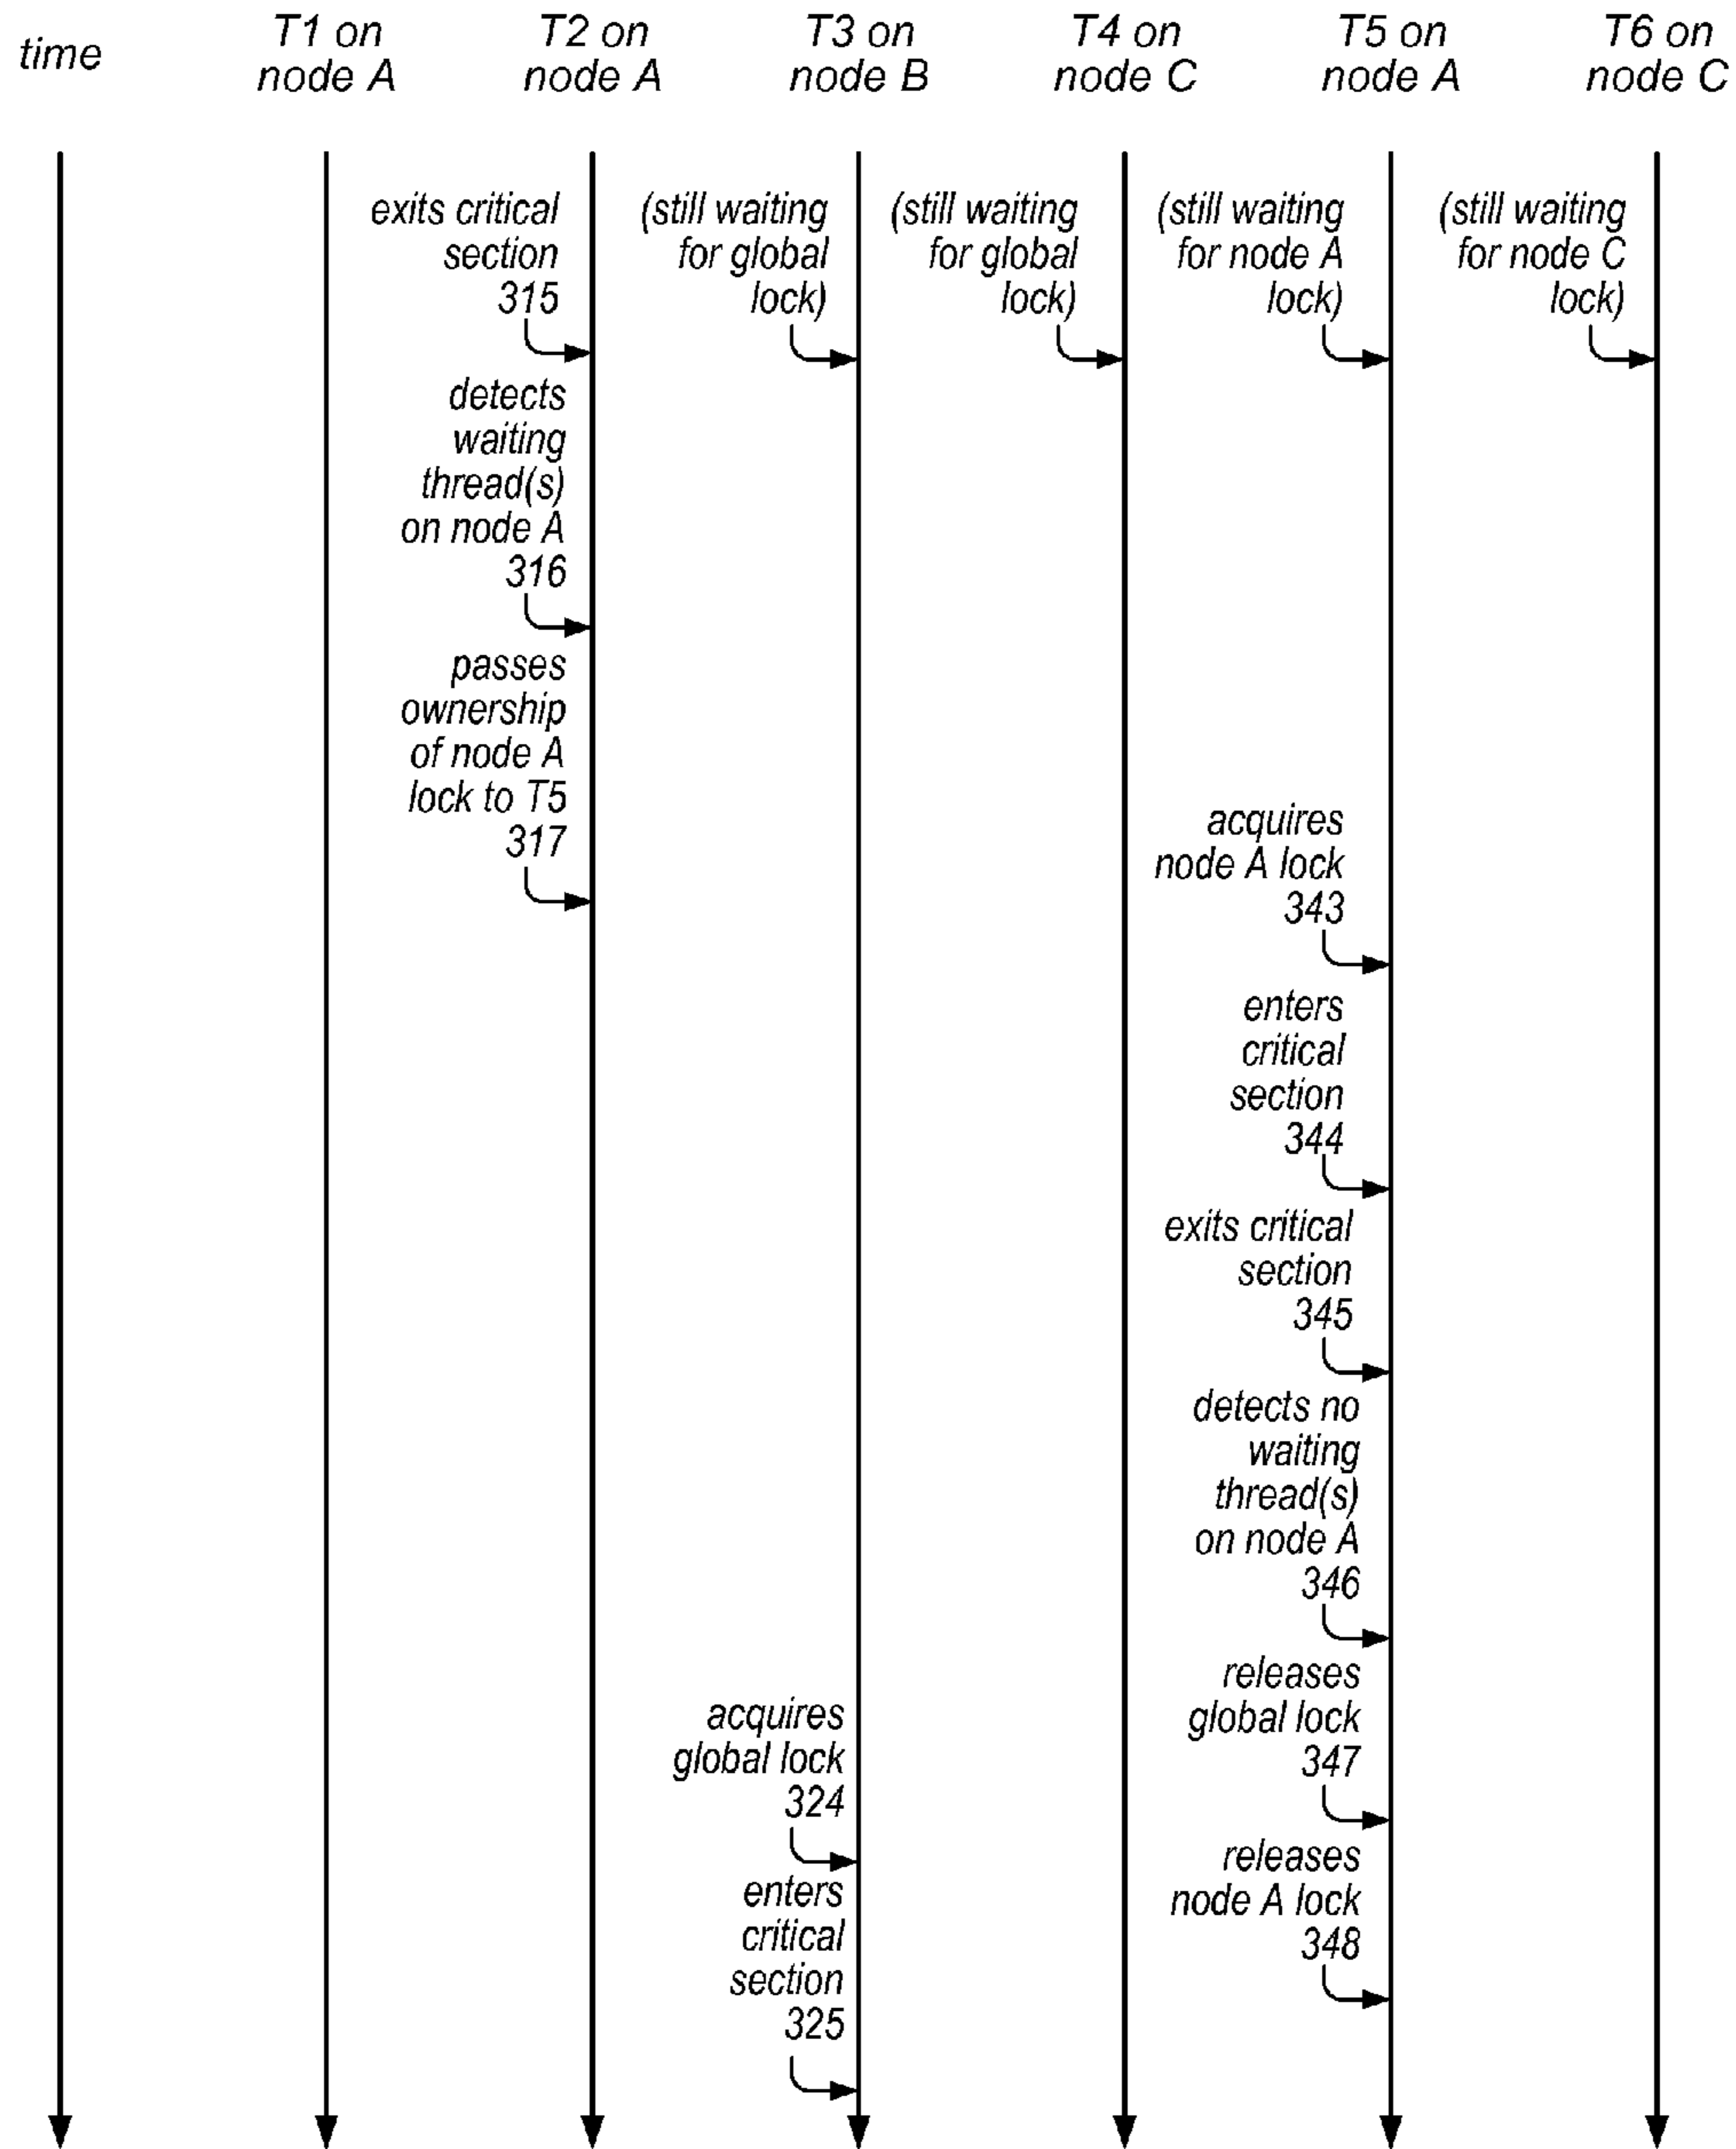 time
T1 on
node A
T2 on
node A
T3 on
node B
T4 on
node C
T5 on
node A
T6 on
node C
exits critical
section
315
(still waiting
for global
lock)
(still waiting
for global
lock)
(still waiting
for node A
lock)
(still waiting
for node C
lock)
detects
waiting
thread(s)
on node A
316
passes
ownership
of node A
lock to T5
317
acquires
node A lock
343
enters
critical
section
344
exits critical
section
345
detects no
waiting
thread(s)
on node A
346
releases
global lock
347
acquires
global lock
324
releases
node A lock
348
enters
critical
section
325